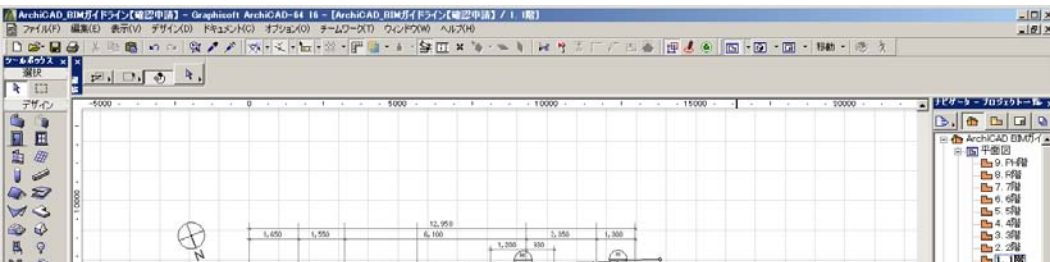 ArchiCAD_BIMガイドライン【確認申請】 - Graphisoft ArchiCAD-64 16 - [ArchiCAD_BIMガイドライン【確認申請】 / 1. 1階]
ファイル(F) 編集(E) 表示(V) デザイン(D) ドキュメント(C) オプション(O) チームワーク(T) ウィンドウ(W) ヘルプ(H)
移動
ツールボックス
選択
デザイン
-5000 0 5000 10000 15000 20000
10000
12,950
1,650 1,550 6,100 2,050 1,300
1,200
N
ナビゲータ - プロジェクト一覧
ArchiCAD BIMガイ
平面図
9. PH階
8. R階
7. 7階
6. 6階
5. 5階
4. 4階
3. 3階
2. 2階
1. 1階